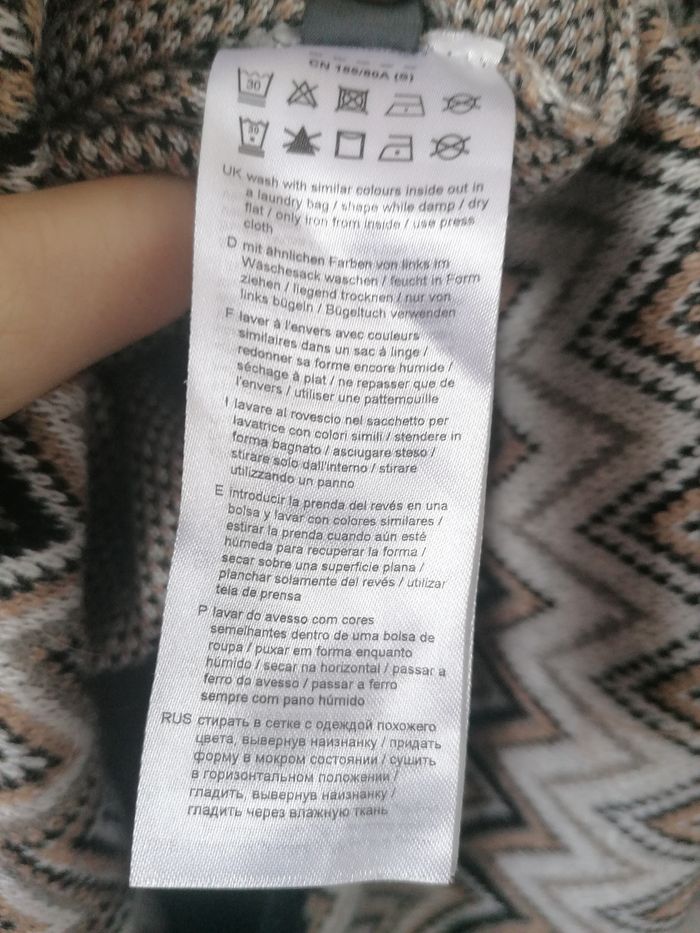 CN 155/80A (S)
30
30
UK wash with similar colours inside out in
a laundry bag / shape while damp / dry
flat / only iron from inside / use press
cloth
D mit ähnlichen Farben von links im
Wäschesack waschen / feucht in Form
ziehen / liegend trocknen / nur von
links bügeln / Bügeltuch verwenden
F laver à l'envers avec couleurs
similaires dans un sac à linge /
redonner sa forme encore humide /
séchage à plat / ne repasser que de
l'envers / utiliser une pattemouille
I lavare al rovescio nel sacchetto per
lavatrice con colori simili / stendere in
forma bagnato / asciugare steso /
stirare solo dall'interno / stirare
utilizzando un panno
E introducir la prenda del revés en una
bolsa y lavar con colores similares /
estirar la prenda cuando aún esté
húmeda para recuperar la forma /
secar sobre una superficie plana /
planchar solamente del revés / utilizar
tela de prensa
P lavar do avesso com cores
semelhantes dentro de uma bolsa de
roupa / puxar em forma enquanto
húmido / secar na horizontal / passar a
ferro do avesso / passar a ferro
sempre com pano húmido
RUS стирать в сетке с одеждой похожего
цвета, вывернув наизнанку / придать
форму в мокром состоянии / сушить
в горизонтальном положении /
гладить, вывернув наизнанку /
гладить через влажную ткань